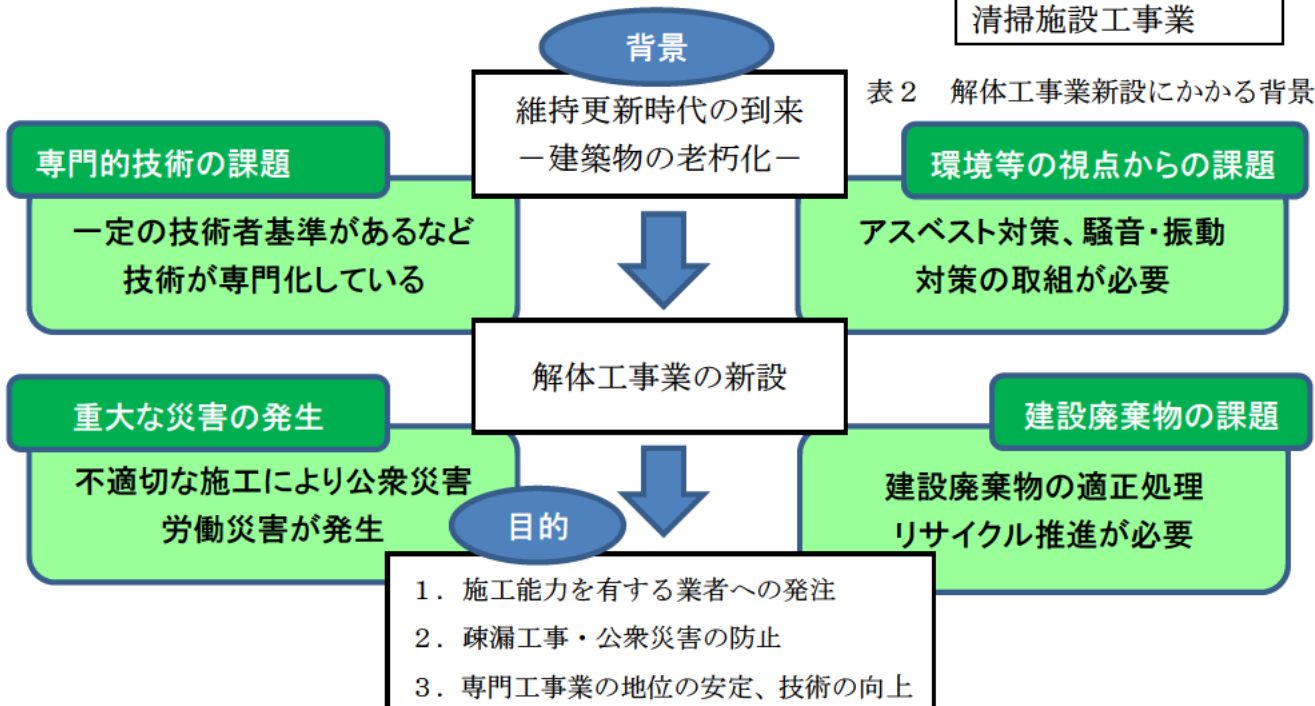 清掃施設工事業
背景
表２　解体工事業新設にかかる背景
維持更新時代の到来
－建築物の老朽化－
専門的技術の課題
一定の技術者基準があるなど
技術が専門化している
環境等の視点からの課題
アスベスト対策、騒音・振動
対策の取組が必要
解体工事業の新設
重大な災害の発生
不適切な施工により公衆災害
労働災害が発生
建設廃棄物の課題
建設廃棄物の適正処理
リサイクル推進が必要
目的
１．施工能力を有する業者への発注
２．疎漏工事・公衆災害の防止
３．専門工事業の地位の安定、技術の向上